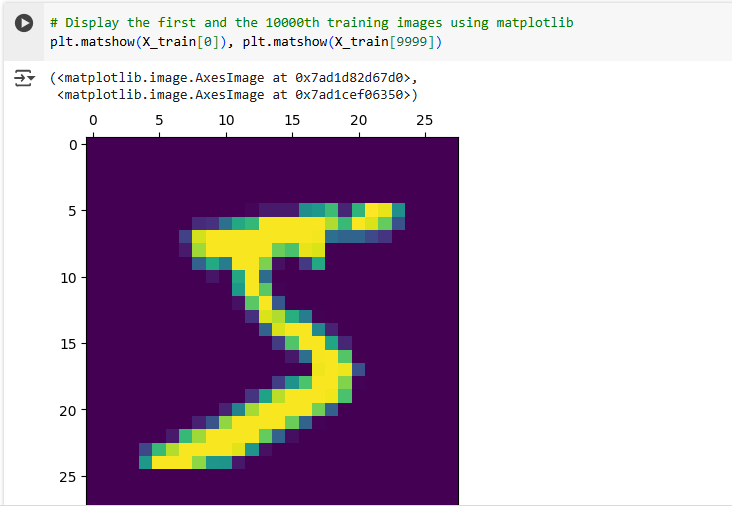 # Display the first and the 10000th training images using matplotlib
plt.matshow(X_train[0]), plt.matshow(X_train[9999])
(<matplotlib.image.AxesImage at 0x7ad1d82d67d0>,
<matplotlib.image.AxesImage at 0x7ad1cef06350>)
0 5 10 15 20 25
0
5
10
15
20
25